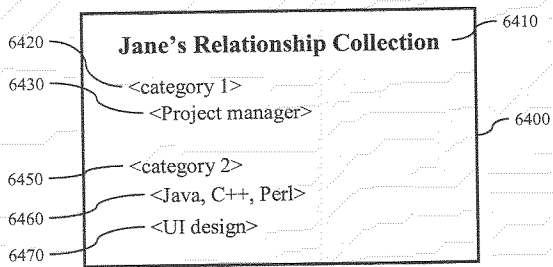 6410
Jane's Relationship Collection
6420
<category 1>
6430
<Project manager>
6400
6450
<category 2>
6460
<Java, C++, Perl>
6470
<UI design>